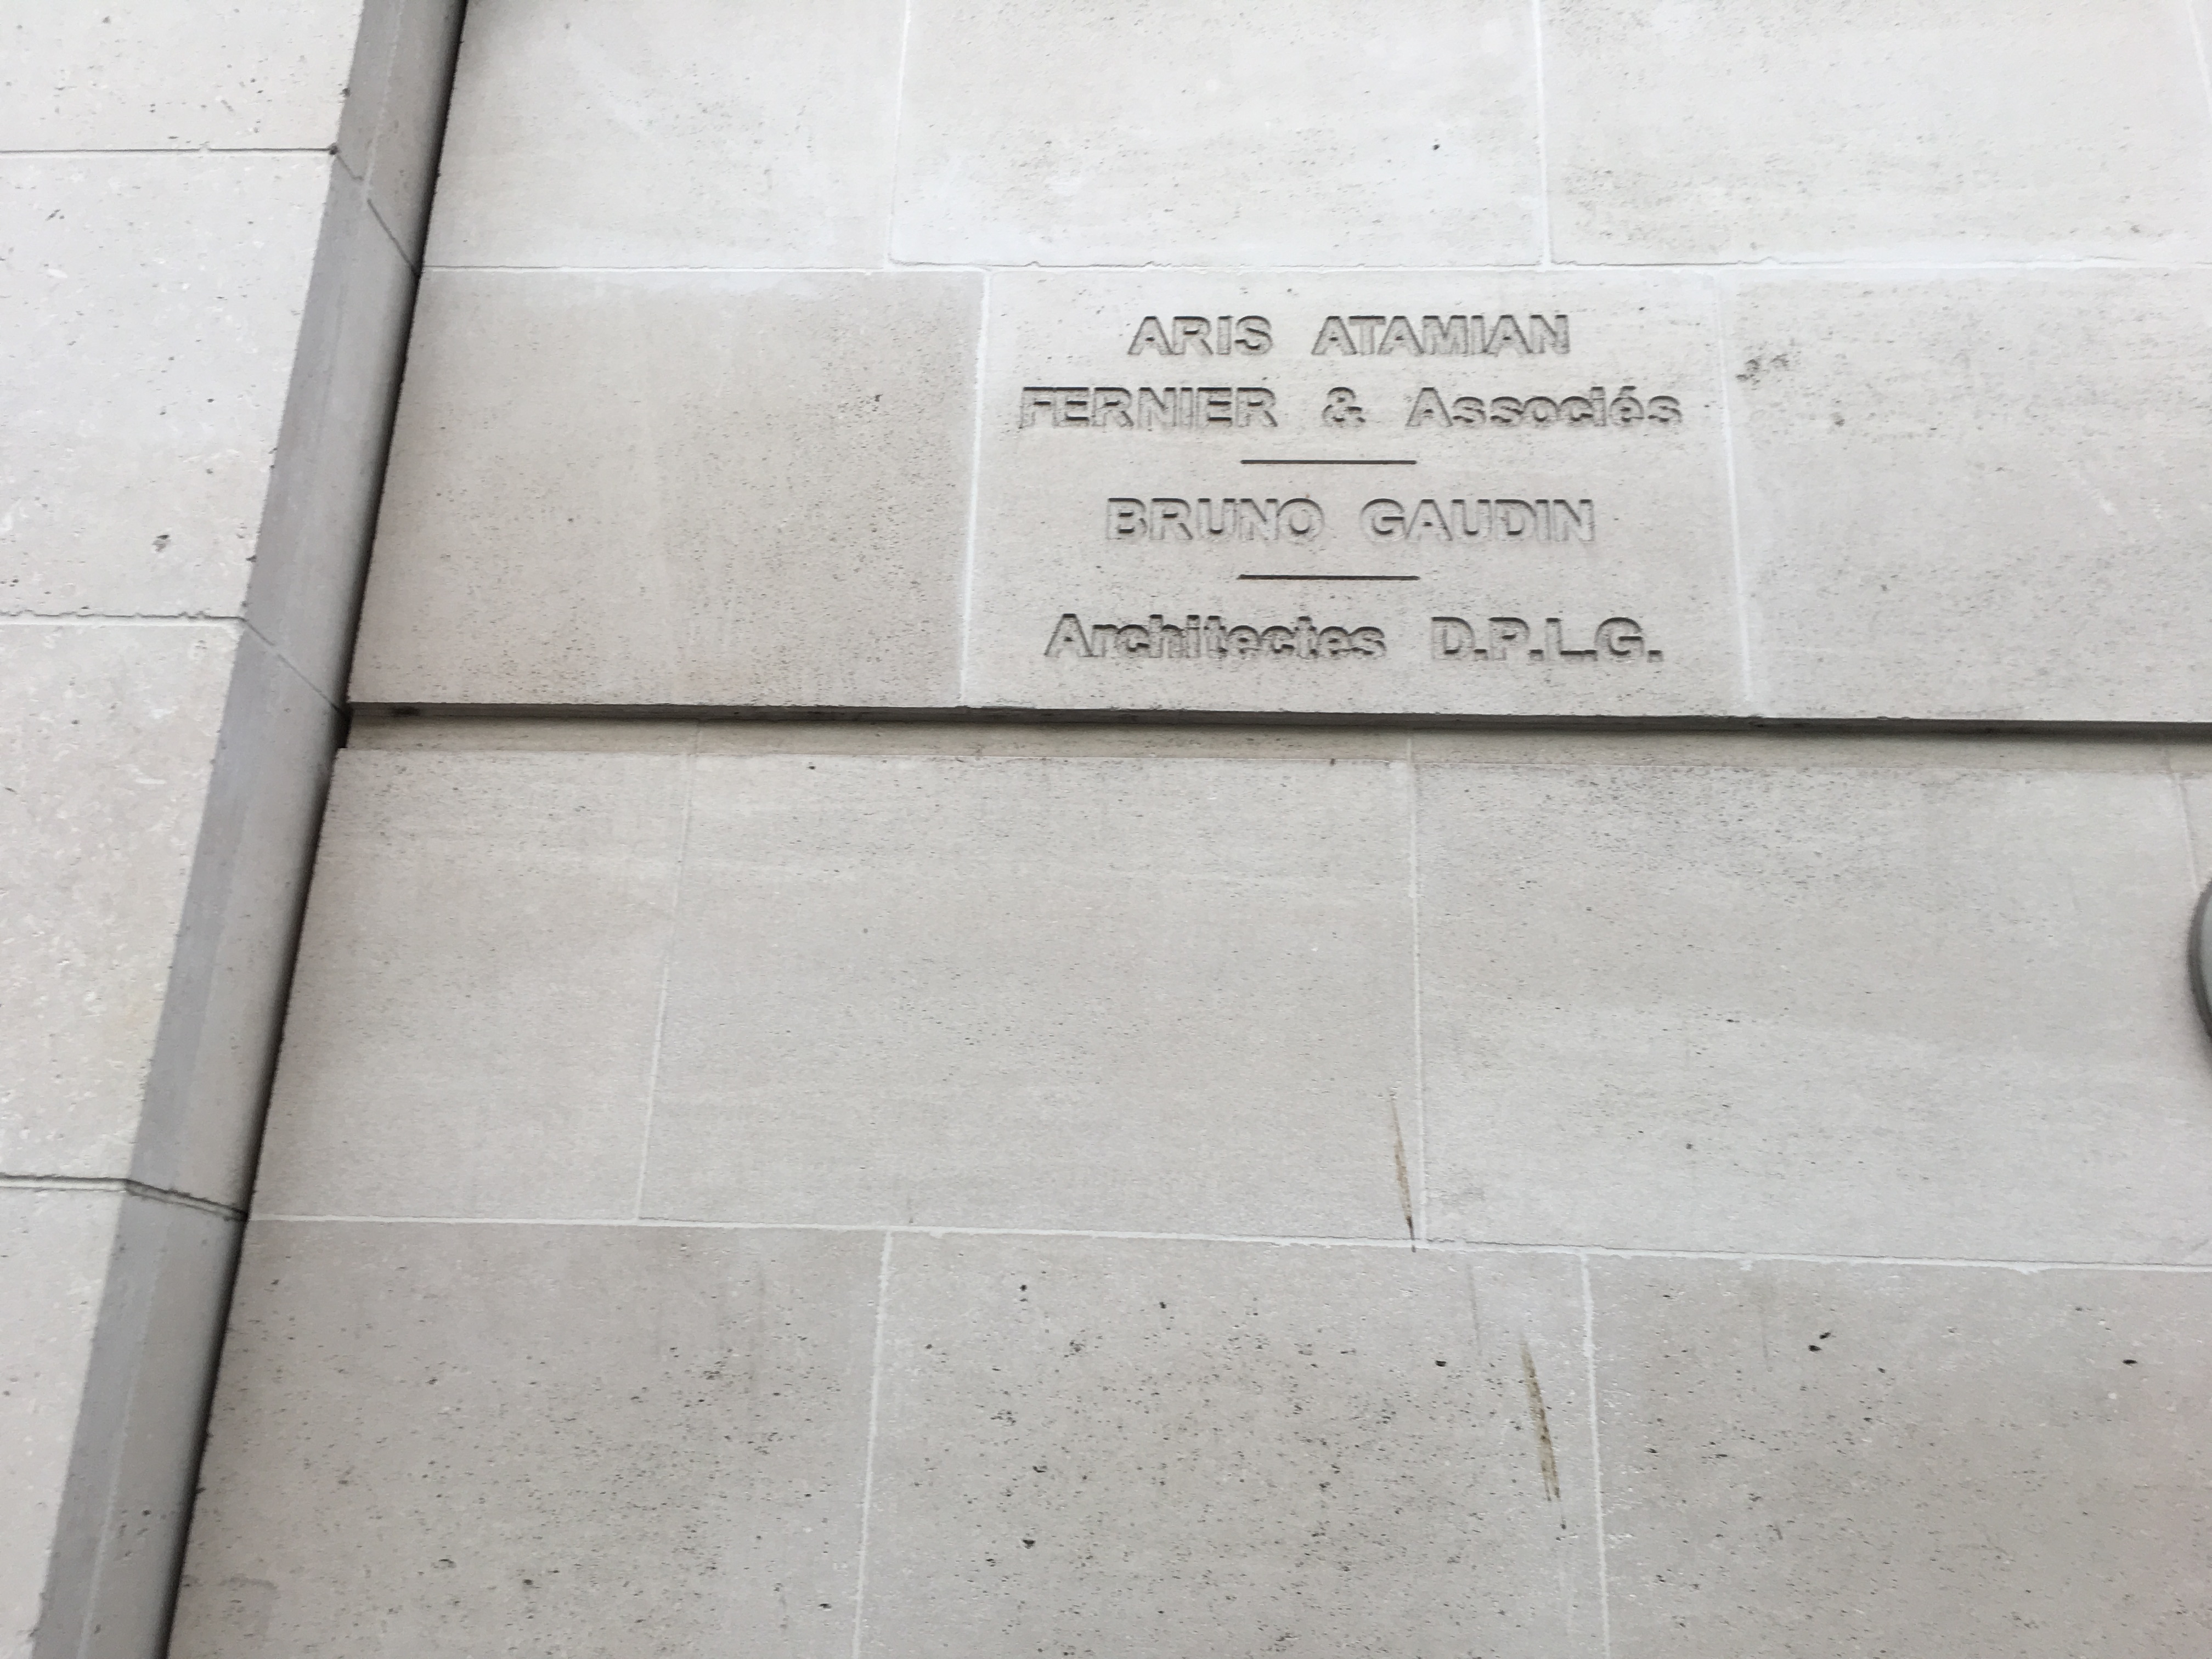 ARIS ATAMIAN
FERNIER & Associés
BRUNO GAUDIN
Architectes D.P.L.G.